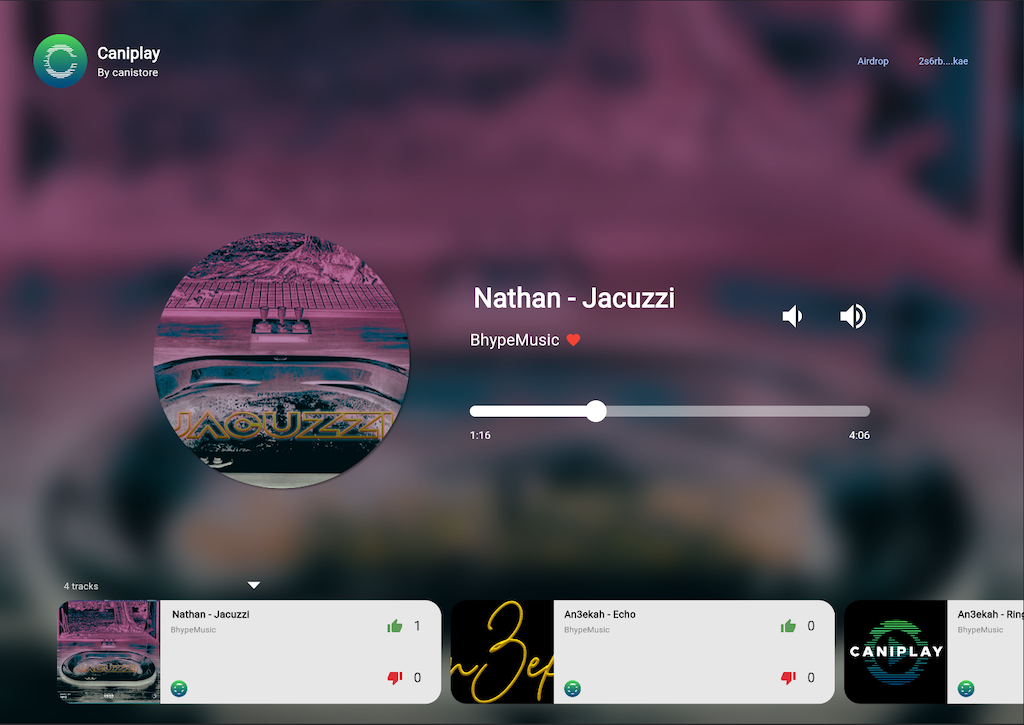 Caniplay
By canistore
Airdrop
2s6rb....kae
JACUZZI
Nathan - Jacuzzi
BhypeMusic
1:16
4:06
4 tracks
Nathan - Jacuzzi
BhypeMusic
1
0
An3ekah - Echo
BhypeMusic
0
0
CANIPLAY
An3ekah - Ring
BhypeMusic